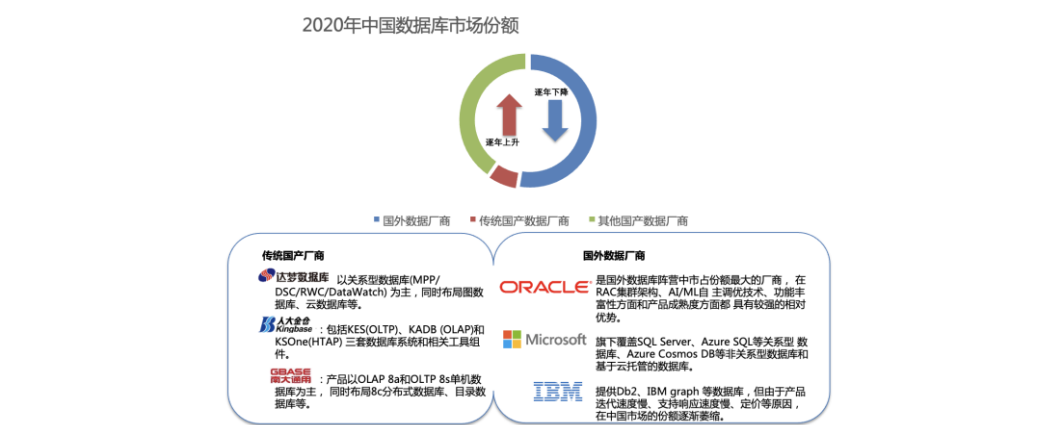 2020年中国数据库市场份额
逐年下降
逐年上升
国外数据厂商
传统国产数据厂商
其他国产数据厂商
传统国产厂商
达梦数据库 以关系型数据库(MPP/
DSC/RWC/DataWatch) 为主，同时布局图数
据库、云数据库等。
人大金仓
Kingbase ：包括KES(OLTP)、KADB (OLAP)和
KSOne(HTAP) 三套数据库系统和相关工具组
件。
GBASE
南大通用 ：产品以OLAP 8a和OLTP 8s单机数
据库为主， 同时布局8c分布式数据库、目录数
据库等。
国外数据厂商
ORACLE 是国外数据库阵营中市占份额最大的厂商， 在
RAC集群架构、AI/ML自 主调优技术、功能丰
富性方面和产品成熟度方面都 具有较强的相对
优势。
Microsoft 旗下覆盖SQL Server、Azure SQL等关系型 数
据库、Azure Cosmos DB等非关系型数据库和
基于云托管的数据库。
IBM 提供Db2、IBM graph 等数据库，但由于产品
迭代速度慢、支持响应速度慢、定价等原因，
在中国市场的份额逐渐萎缩。